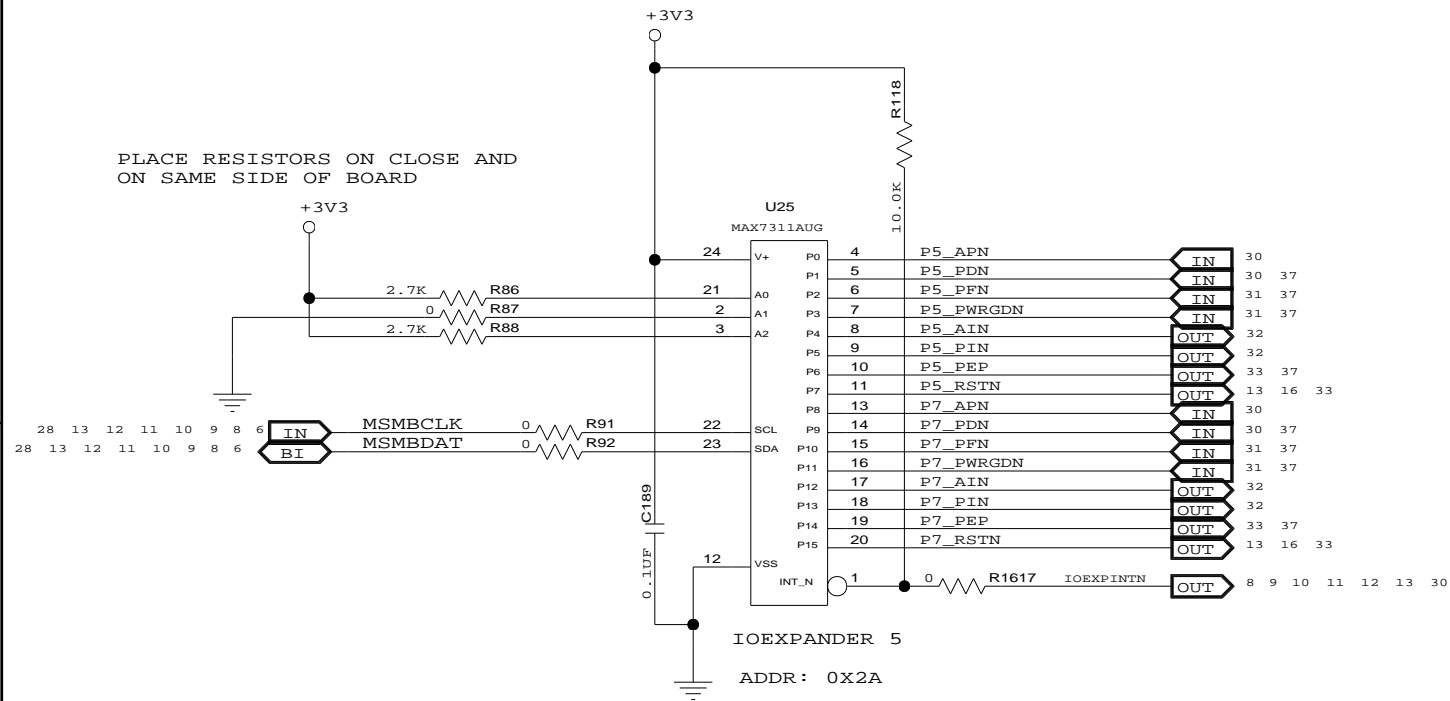 +3V3
R118
10.0K
PLACE RESISTORS ON CLOSE AND
ON SAME SIDE OF BOARD
+3V3
U25
MAX7311AUG
24 V+ P0 4 P5_APN IN 30
P1 5 P5_PDN IN 30 37
2.7K R86 21 A0 P2 6 P5_PFN IN 31 37
0 R87 2 A1 P3 7 P5_PWRGDN IN 31 37
2.7K R88 3 A2 P4 8 P5_AIN OUT 32
P5 9 P5_PIN OUT 32
P6 10 P5_PEP OUT 33 37
P7 11 P5_RSTN OUT 13 16 33
P8 13 P7_APN IN 30
28 13 12 11 10 9 8 6 IN MSMBCLK 0 R91 22 SCL P9 14 P7_PDN IN 30 37
28 13 12 11 10 9 8 6 BI MSMBDAT 0 R92 23 SDA P10 15 P7_PFN IN 31 37
P11 16 P7_PWRGDN IN 31 37
P12 17 P7_AIN OUT 32
P13 18 P7_PIN OUT 32
P14 19 P7_PEP OUT 33 37
P15 20 P7_RSTN OUT 13 16 33
C189
0.1UF
12 VSS
INT_N 1 0 R1617 IOEXPINTN OUT 8 9 10 11 12 13 30
IOEXPANDER 5
ADDR: 0X2A